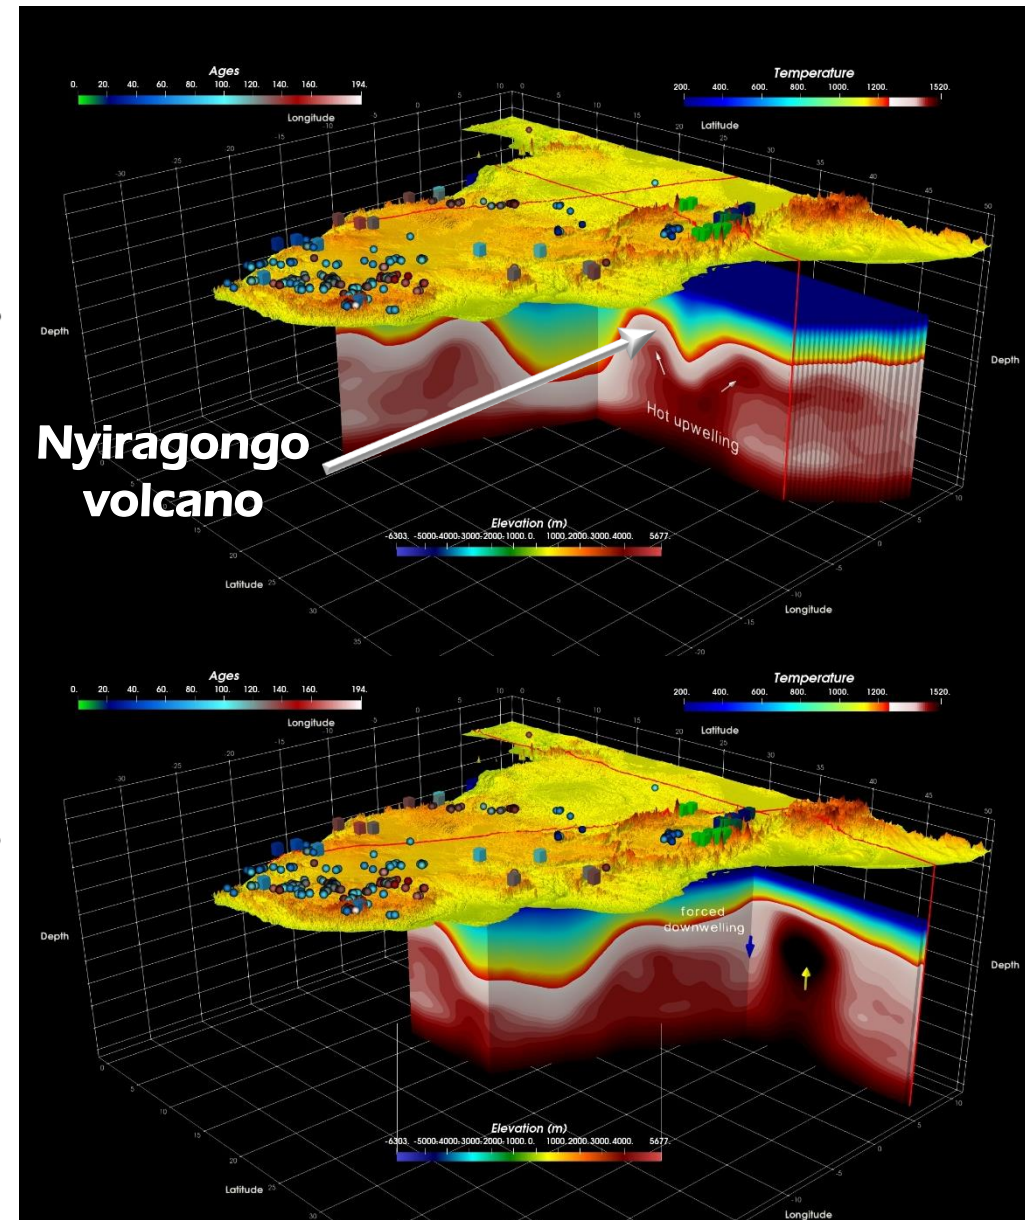 Ages
0. 20. 40. 60. 80. 100. 120. 140. 160. 194.
Longitude
Temperature
200. 400. 600. 800. 1000. 1200. 1520.
Latitude
Depth
Depth
Nyiragongo
volcano
Hot upwelling
Elevation (m)
-6303. -5000-4000-3000-2000-1000. 0. 1000.2000.3000.4000. 5677.
Latitude
Longitude
Ages
0. 20. 40. 60. 80. 100. 120. 140. 160. 194.
Longitude
Temperature
200. 400. 600. 800. 1000. 1200. 1520.
Latitude
forced
downwelling
Depth
Depth
Elevation (m)
-6303. -5000-4000-3000-2000-1000. 0. 1000.2000.3000.4000. 5677.
Latitude
Longitude